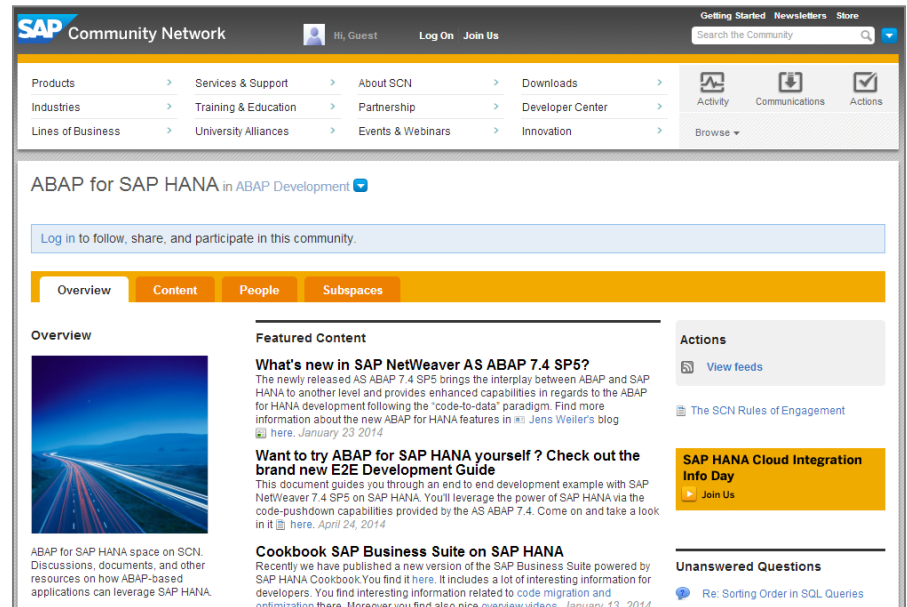 Getting Started Newsletters Store
SAP Community Network
Hi, Guest
Log On Join Us
Search the Community
Products
Services & Support
About SCN
Downloads
Industries
Training & Education
Partnership
Developer Center
Lines of Business
University Alliances
Events & Webinars
Innovation
Activity
Communications
Actions
Browse
ABAP for SAP HANA in ABAP Development
Log in to follow, share, and participate in this community.
Overview
Content
People
Subspaces
Overview
ABAP for SAP HANA space on SCN.
Discussions, documents, and other
resources on how ABAP-based
applications can leverage SAP HANA.
Featured Content
What's new in SAP NetWeaver AS ABAP 7.4 SP5?
The newly released AS ABAP 7.4 SP5 brings the interplay between ABAP and SAP
HANA to another level and provides enhanced capabilities in regards to the ABAP
for HANA development following the "code-to-data" paradigm. Find more
information about the new ABAP for HANA features in Jens Weiler's blog
here. January 23 2014
Want to try ABAP for SAP HANA yourself ? Check out the
brand new E2E Development Guide
This document guides you through an end to end development example with SAP
NetWeaver 7.4 SP5 on SAP HANA. You'll leverage the power of SAP HANA via the
code-pushdown capabilities provided by the AS ABAP 7.4. Come on and take a look
in it here. April 24, 2014
Cookbook SAP Business Suite on SAP HANA
Recently we have published a new version of the SAP Business Suite powered by
SAP HANA Cookbook.You find it here. It includes a lot of interesting information for
developers. You find interesting information related to code migration and
optimization there. Moreover you find also nice overview videos. January 13, 2014
Actions
View feeds
The SCN Rules of Engagement
SAP HANA Cloud Integration
Info Day
Join Us
Unanswered Questions
Re: Sorting Order in SQL Queries